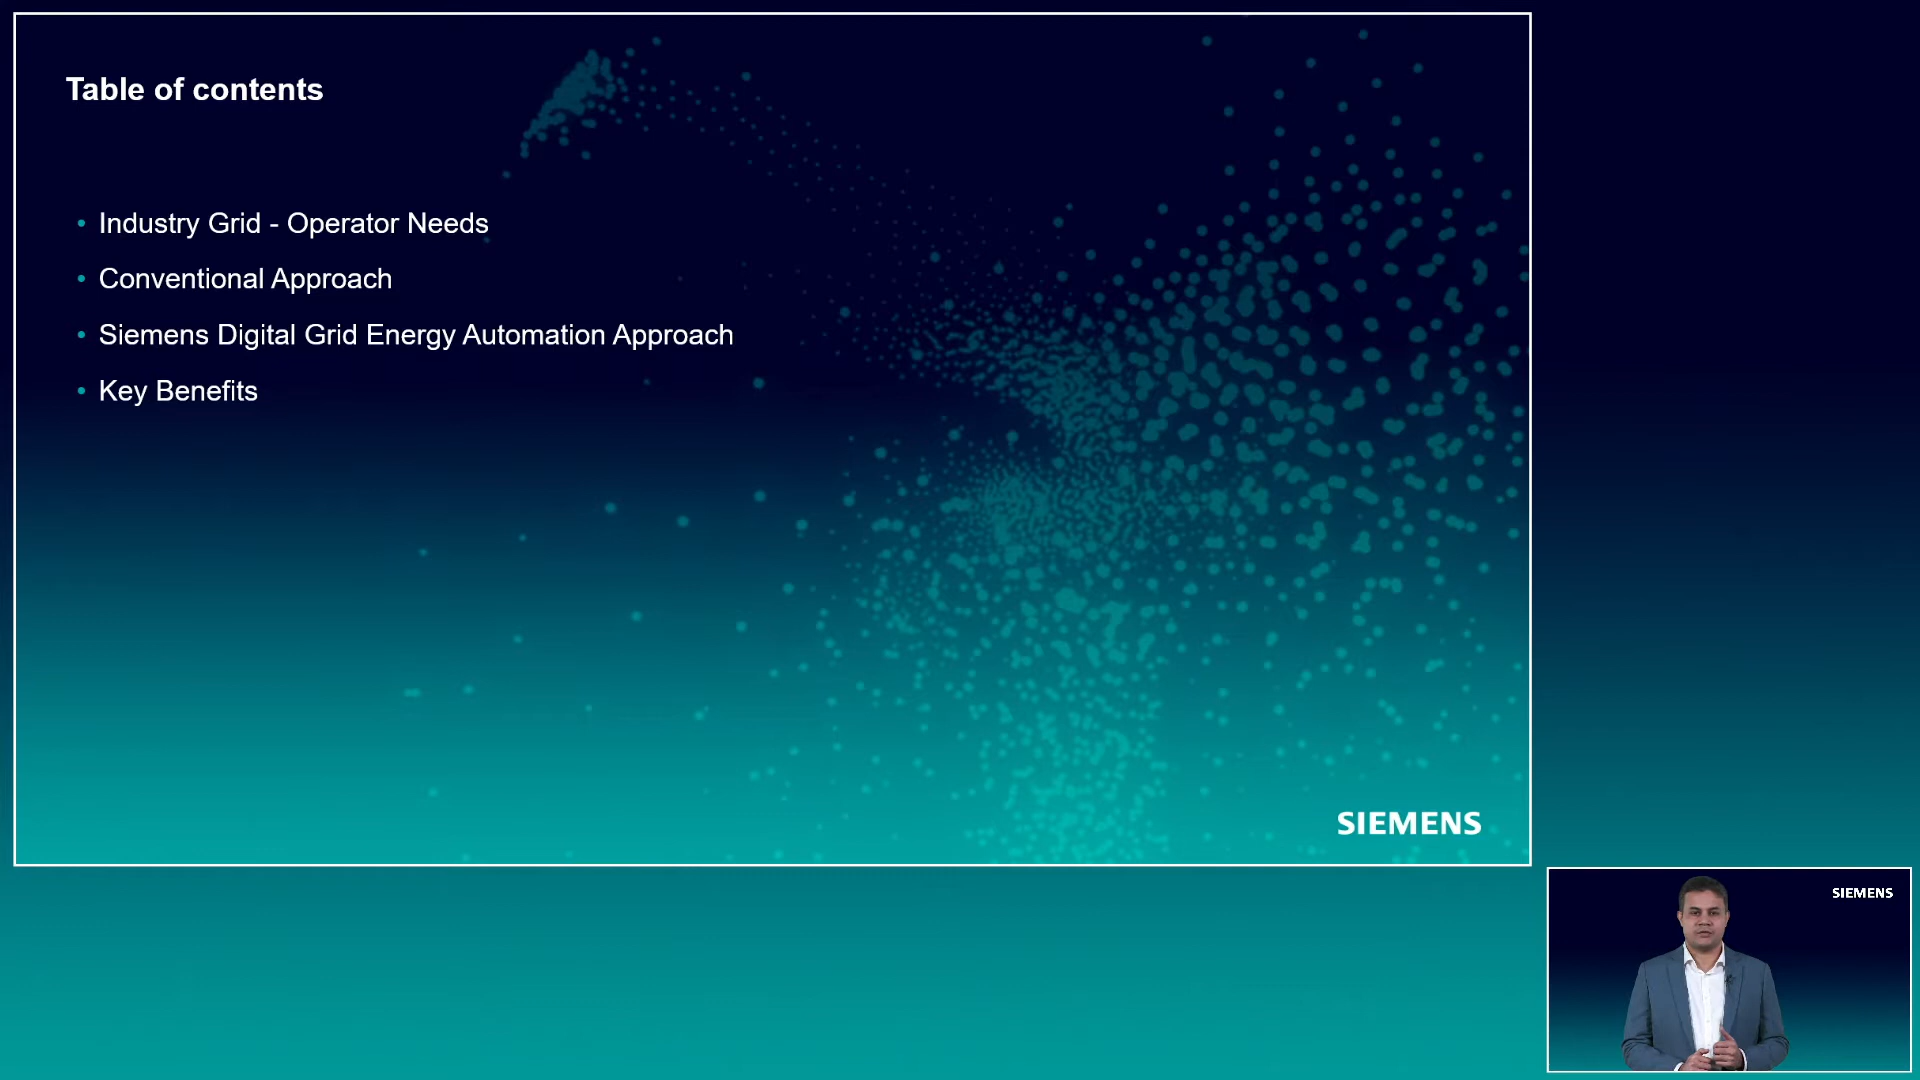 Table of contents
• Industry Grid - Operator Needs
• Conventional Approach
• Siemens Digital Grid Energy Automation Approach
• Key Benefits
SIEMENS
SIEMENS